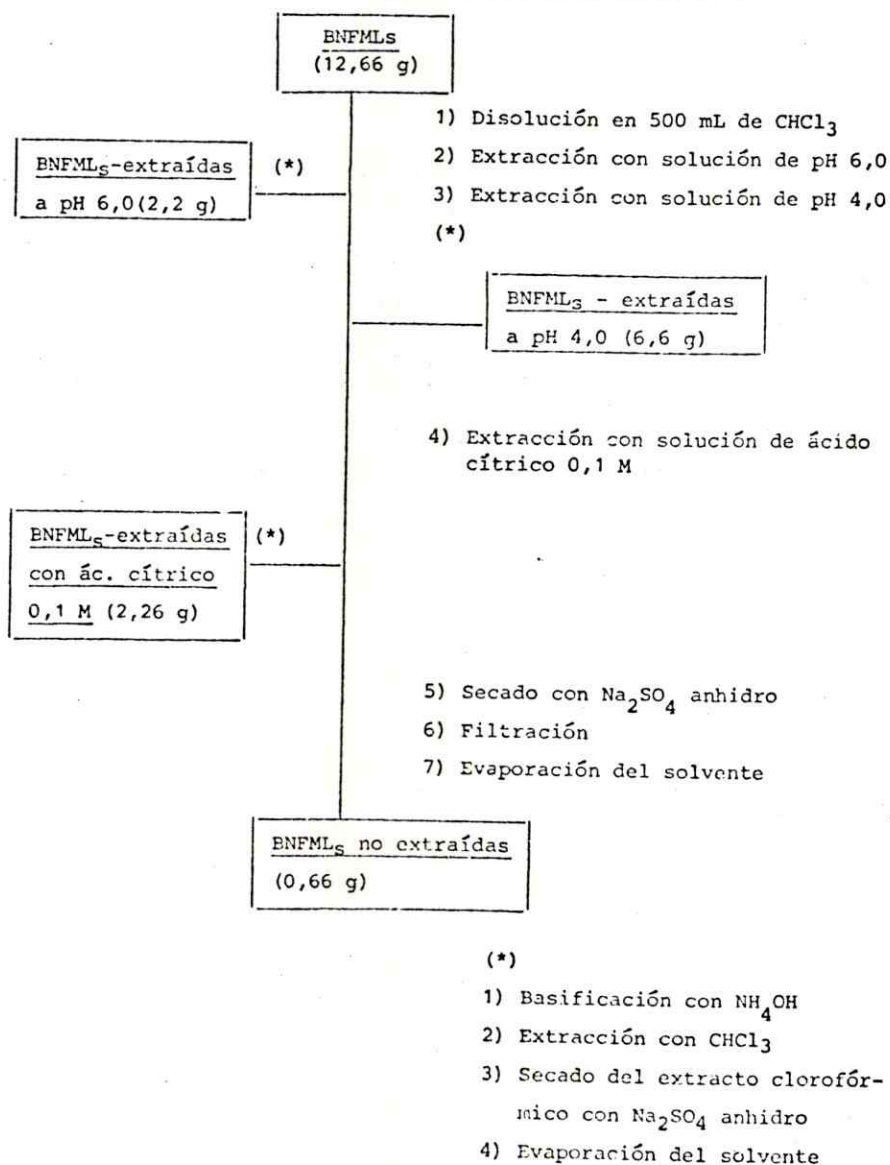 BNFMLs
(12,66 g)
1) Disolución en 500 mL de CHCl3
2) Extracción con solución de pH 6,0
3) Extracción con solución de pH 4,0
(*)
BNFMLS-extraídas (*)
a pH 6,0(2,2 g)
BNFMLS - extraídas
a pH 4,0 (6,6 g)
4) Extracción con solución de ácido
cítrico 0,1 M
BNFMLS-extraídas (*)
con ác. cítrico
0,1 M (2,26 g)
5) Secado con Na2SO4 anhidro
6) Filtración
7) Evaporación del solvente
BNFMLS no extraídas
(0,66 g)
(*)
1) Basificación con NH4OH
2) Extracción con CHCl3
3) Secado del extracto clorofór-
mico con Na2SO4 anhidro
4) Evaporación del solvente